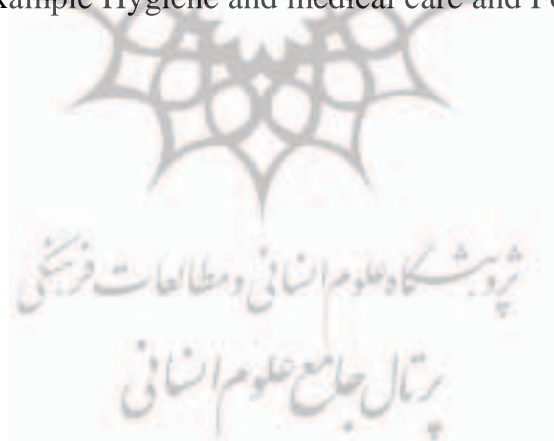 Hygiene and medical care and
پژوهشگاه علوم انسانی و مطالعات فرهنگی
پرتال جامع علوم انسانی